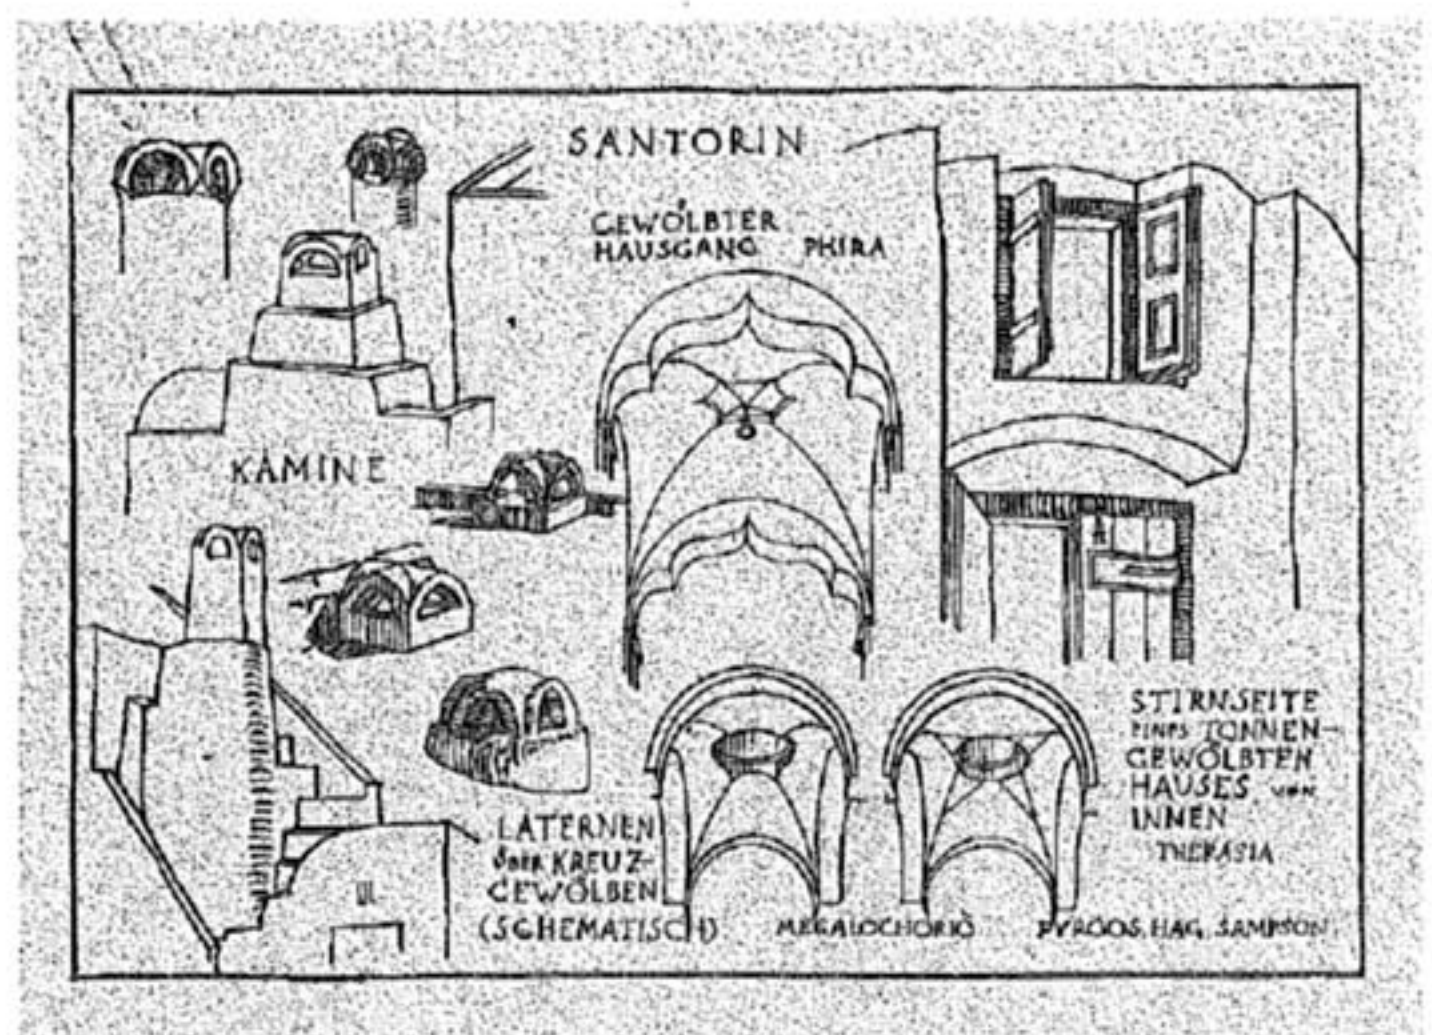 SANTORIN
GEWÖLBTER
HAUSGANG PHIRA
KAMINE
STIRNSEITE
EINES TONNEN-
GEWÖLBTEN
HAUSES VON
INNEN
THERASIA
LATERNEN
ÜBER KREUZ-
GEWÖLBEN
(SCHEMATISCH)
MEGALOCHORIÒ
PYRGOS, HAG. SAMPSON.